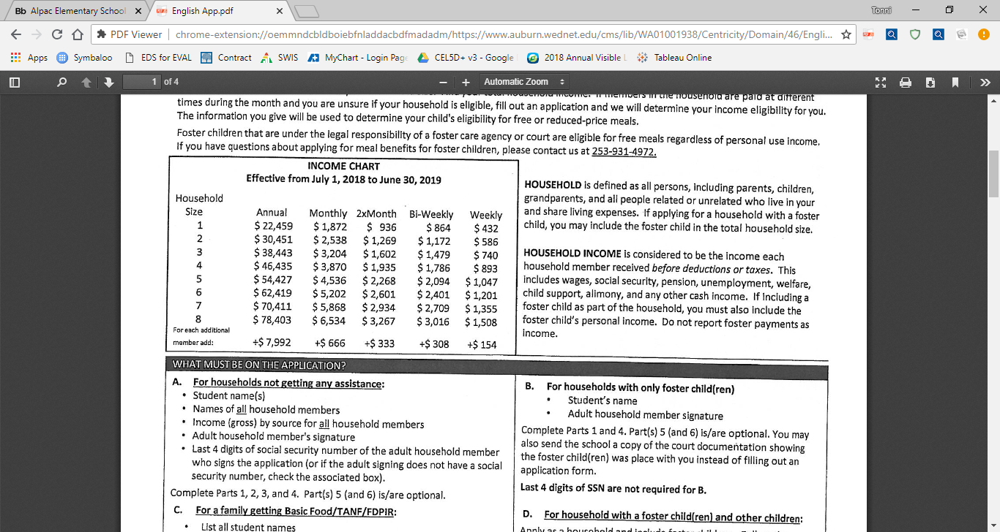 Bb Alpac Elementary School
English App.pdf
Tonni
PDF Viewer chrome-extension://oemmndcbldboiebfnladdacbdfmadadm/https://www.auburn.wednet.edu/cms/lib/WA01001938/Centricity/Domain/46/Engli...
Apps Symbaloo EDS for EVAL Contract SWIS MyChart - Login Page CEL5D+ v3 - Google 2018 Annual Visible L Tableau Online
1 of 4 Automatic Zoom
your total household income. If members in the household are paid at different
times during the month and you are unsure if your household is eligible, fill out an application and we will determine your income eligibility for you.
The information you give will be used to determine your child's eligibility for free or reduced-price meals.
Foster children that are under the legal responsibility of a foster care agency or court are eligible for free meals regardless of personal use income.
If you have questions about applying for meal benefits for foster children, please contact us at 253-931-4972.
INCOME CHART
Effective from July 1, 2018 to June 30, 2019
Household
Size Annual Monthly 2xMonth Bi-Weekly Weekly
1 $ 22,459 $ 1,872 $ 936 $ 864 $ 432
2 $ 30,451 $ 2,538 $ 1,269 $ 1,172 $ 586
3 $ 38,443 $ 3,204 $ 1,602 $ 1,479 $ 740
4 $ 46,435 $ 3,870 $ 1,935 $ 1,786 $ 893
5 $ 54,427 $ 4,536 $ 2,268 $ 2,094 $ 1,047
6 $ 62,419 $ 5,202 $ 2,601 $ 2,401 $ 1,201
7 $ 70,411 $ 5,868 $ 2,934 $ 2,709 $ 1,355
8 $ 78,403 $ 6,534 $ 3,267 $ 3,016 $ 1,508
For each additional
member add: +$ 7,992 +$ 666 +$ 333 +$ 308 +$ 154
HOUSEHOLD is defined as all persons, including parents, children,
grandparents, and all people related or unrelated who live in your
and share living expenses. If applying for a household with a foster
child, you may include the foster child in the total household size.
HOUSEHOLD INCOME is considered to be the income each
household member received before deductions or taxes. This
includes wages, social security, pension, unemployment, welfare,
child support, alimony, and any other cash income. If including a
foster child as part of the household, you must also include the
foster child's personal income. Do not report foster payments as
income.
WHAT MUST BE ON THE APPLICATION?
A. For households not getting any assistance:
• Student name(s)
• Names of all household members
• Income (gross) by source for all household members
• Adult household member's signature
• Last 4 digits of social security number of the adult household member
who signs the application (or if the adult signing does not have a social
security number, check the associated box).
Complete Parts 1, 2, 3, and 4. Part(s) 5 (and 6) is/are optional.
C. For a family getting Basic Food/TANF/FDPIR:
• List all student names
B. For households with only foster child(ren)
• Student's name
• Adult household member signature
Complete Parts 1 and 4. Part(s) 5 (and 6) is/are optional. You may
also send the school a copy of the court documentation showing
the foster child(ren) was place with you instead of filling out an
application form.
Last 4 digits of SSN are not required for B.
D. For household with a foster child(ren) and other children:
Apply as a household and include foster